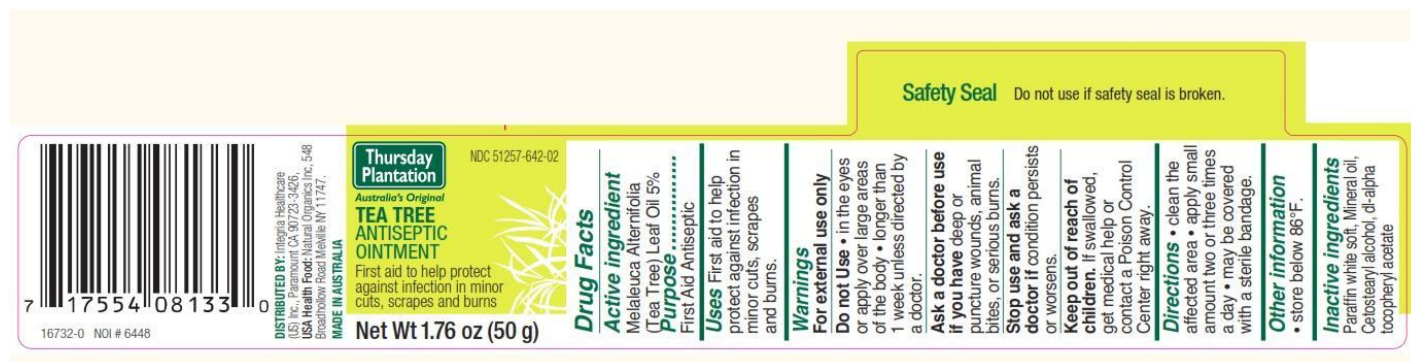 Safety Seal Do not use if safety seal is broken.
7 17554 08133 0
16732-0 NOI # 6448
DISTRIBUTED BY: Integria Healthcare
(US) Inc., Paramount CA 90723-3426.
USA Health Food: Natural Organics Inc, 548
Broadhollow Road Melville NY 11747.
MADE IN AUSTRALIA
Thursday
Plantation
NDC 51257-642-02
Australia's Original
TEA TREE
ANTISEPTIC
OINTMENT
First aid to help protect
against infection in minor
cuts, scrapes and burns
Net Wt 1.76 oz (50 g)
Drug Facts
Active ingredient
Melaleuca Alternifolia
(Tea Tree) Leaf Oil 5%
Purpose ....................
First Aid Antiseptic
Uses First aid to help
protect against infection in
minor cuts, scrapes
and burns.
Warnings
For external use only
Do not Use • in the eyes
or apply over large areas
of the body • longer than
1 week unless directed by
a doctor.
Ask a doctor before use
if you have deep or
puncture wounds, animal
bites, or serious burns.
Stop use and ask a
doctor if condition persists
or worsens.
Keep out of reach of
children. If swallowed,
get medical help or
contact a Poison Control
Center right away.
Directions • clean the
affected area • apply small
amount two or three times
a day • may be covered
with a sterile bandage.
Other information
• store below 86°F.
Inactive ingredients
Paraffin white soft, Mineral oil,
Cetostearyl alcohol, dl-alpha
tocopheryl acetate